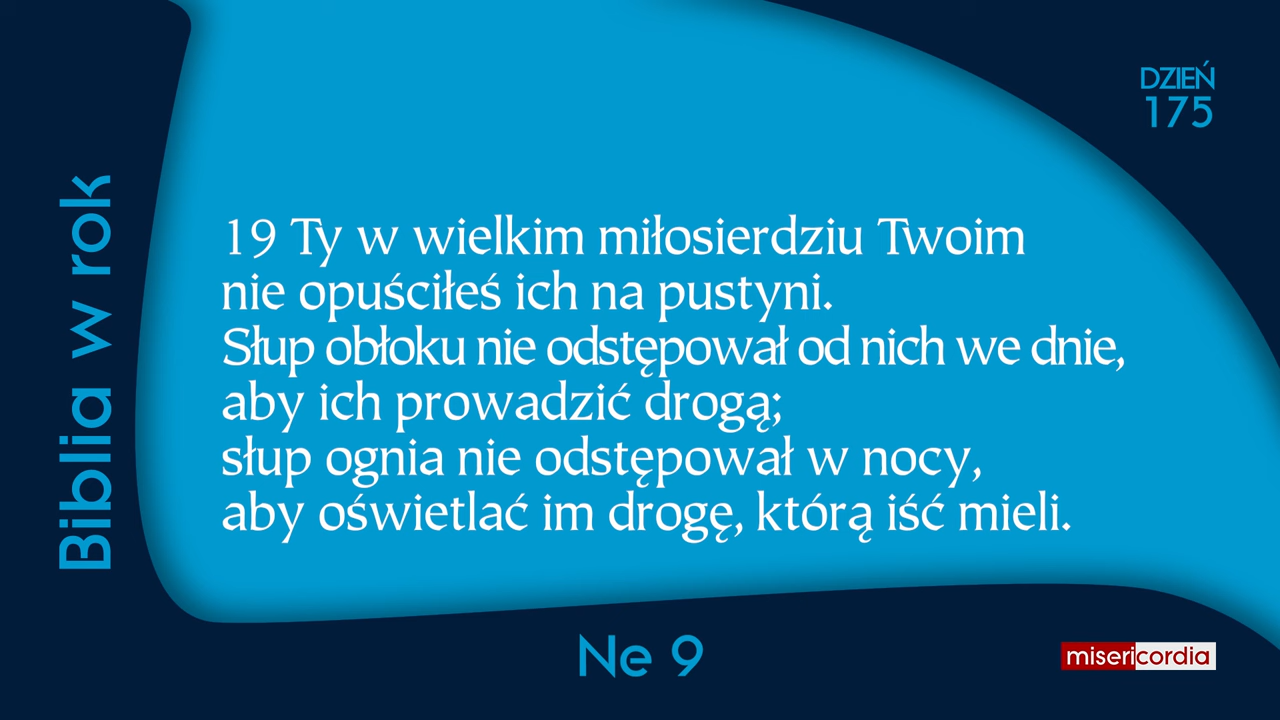 DZIEŃ
175
Biblia w rok
19 Ty w wielkim miłosierdziu Twoim
nie opuściłeś ich na pustyni.
Słup obłoku nie odstępował od nich we dnie,
aby ich prowadzić drogą;
słup ognia nie odstępował w nocy,
aby oświetlać im drogę, którą iść mieli.
Ne 9
misericordia